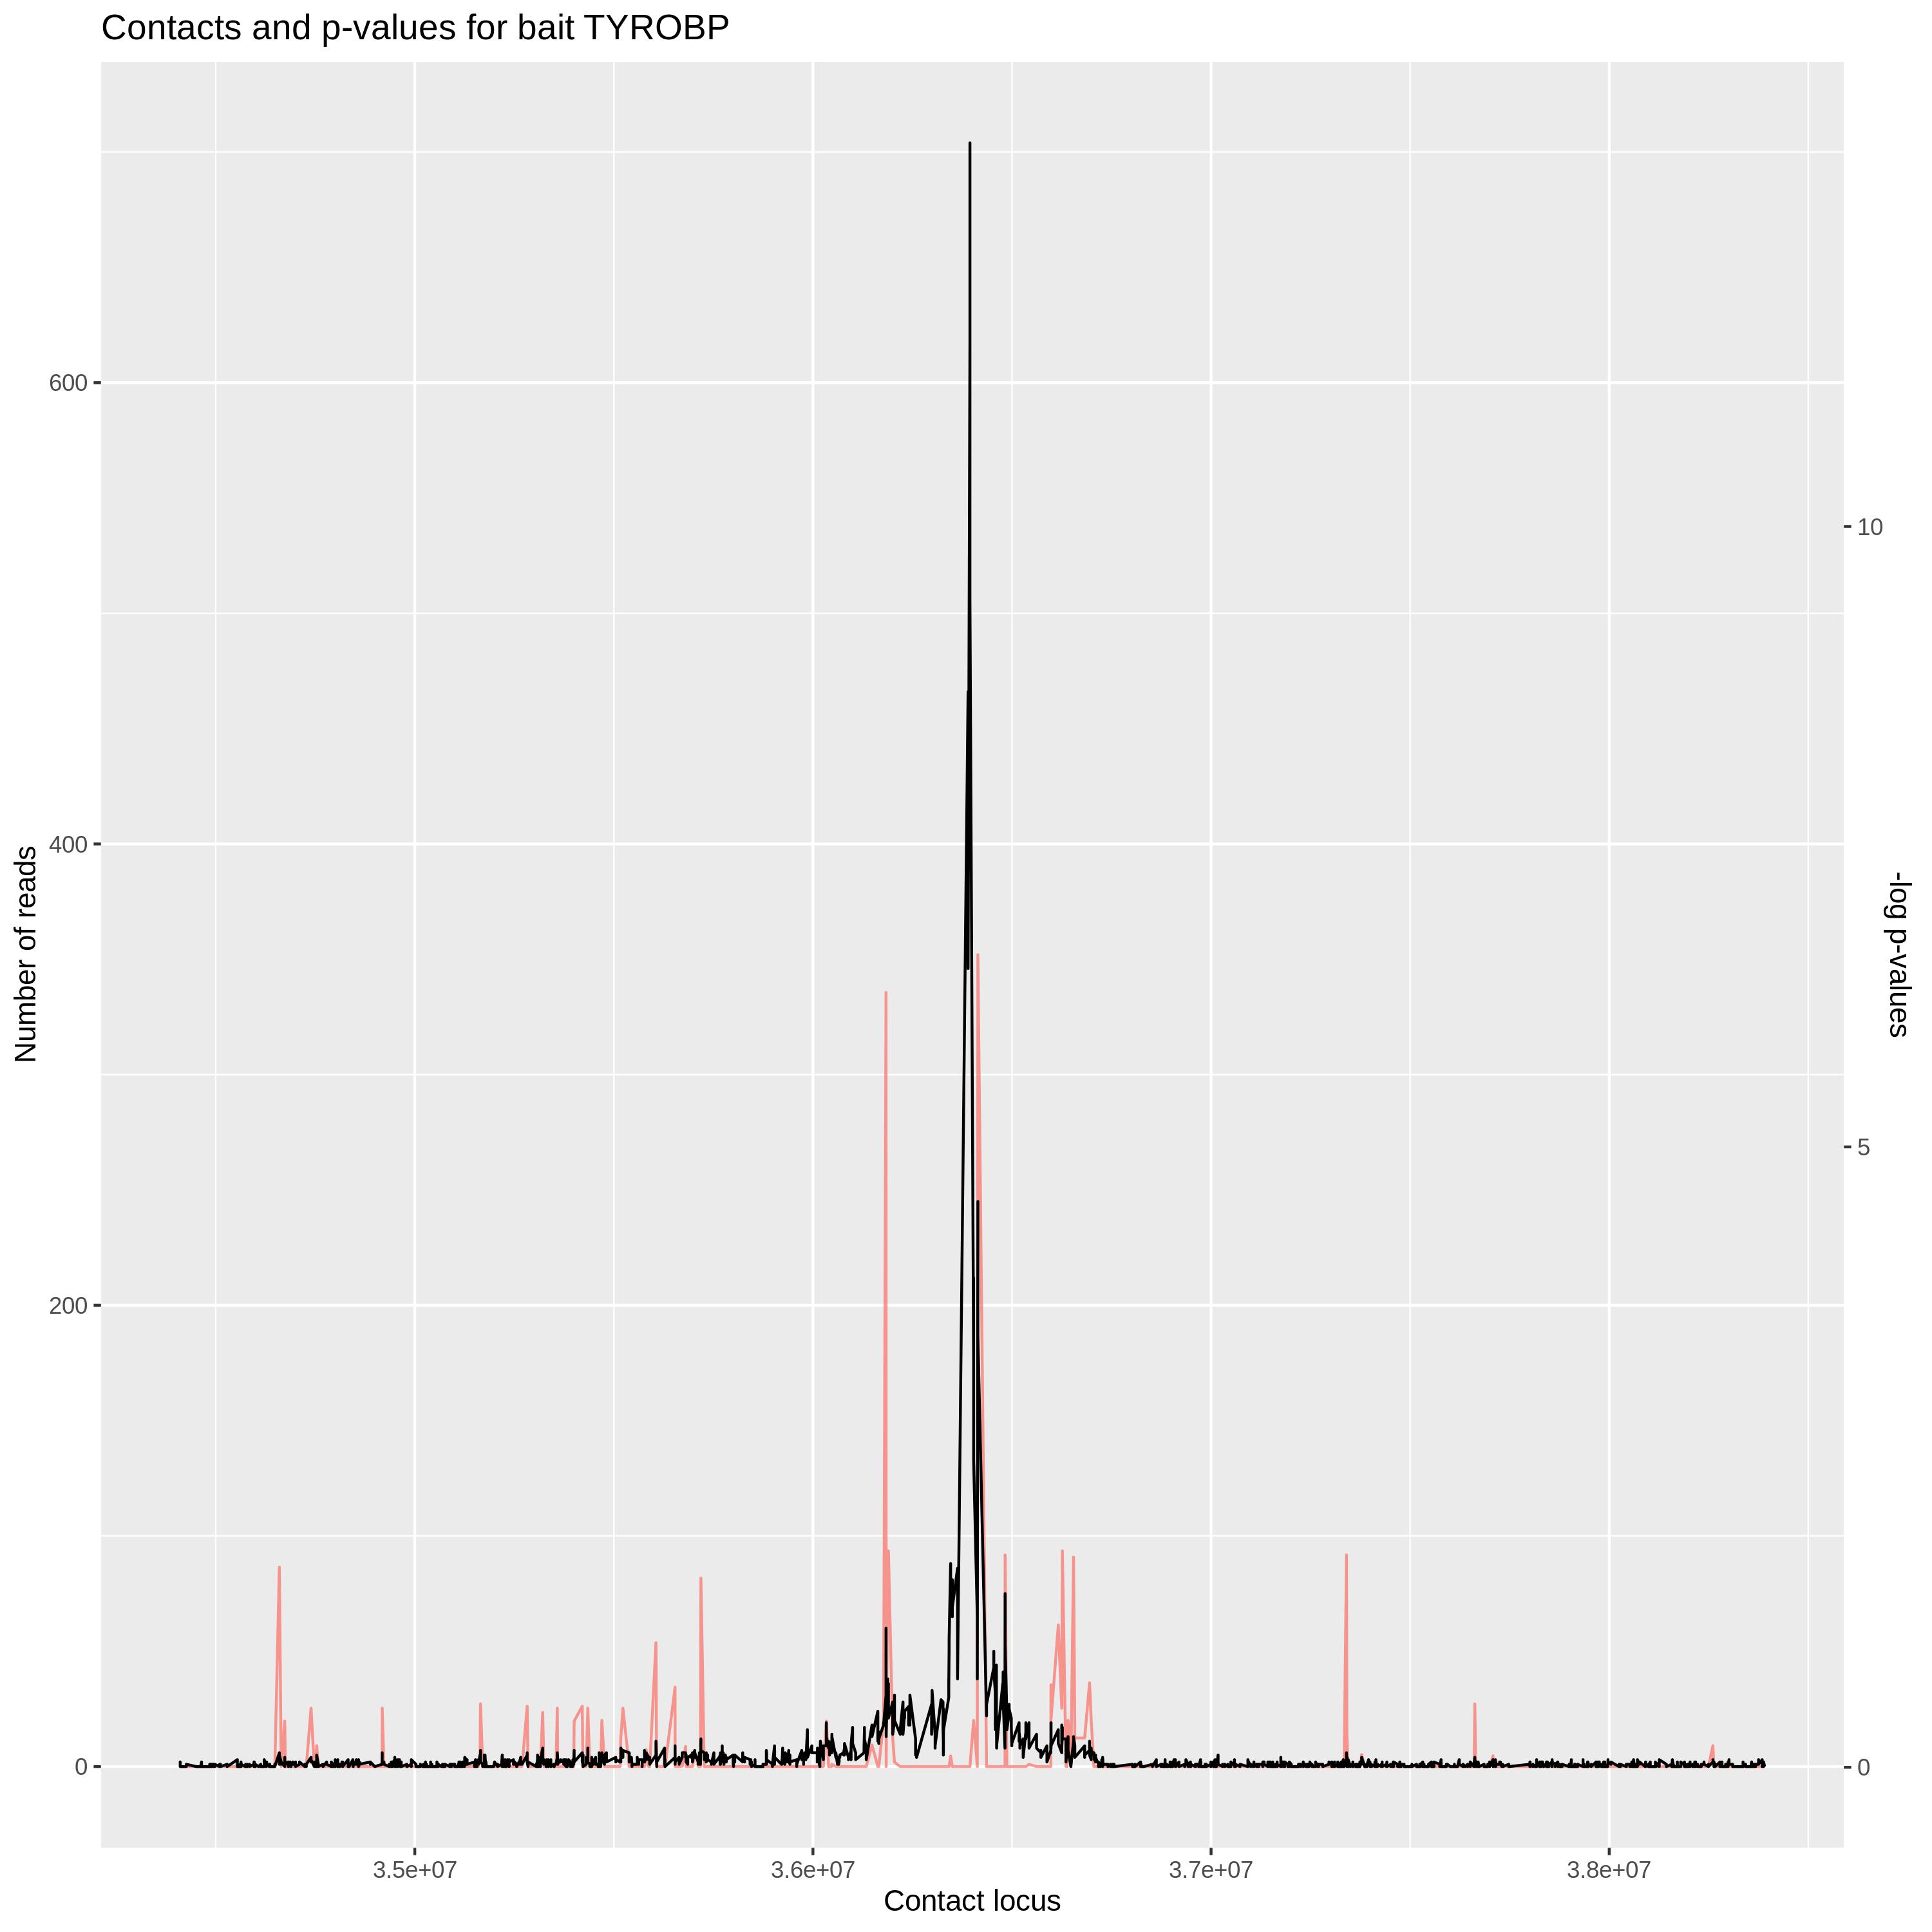 Contacts and p-values for bait TYROBP
600
400
200
0
Number of reads
10
5
0
-log p-values
3.5e+07
3.6e+07
3.7e+07
3.8e+07
Contact locus